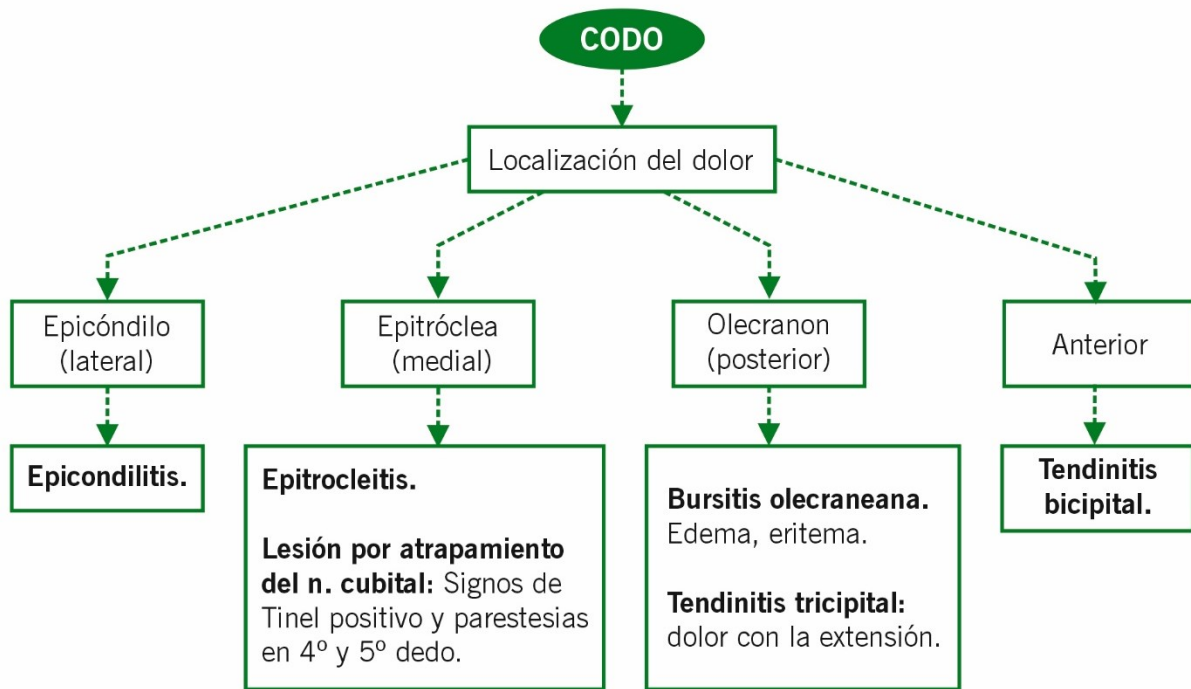 CODO
Localización del dolor
Epicóndilo
(lateral)
Epitróclea
(medial)
Olecranon
(posterior)
Anterior
Epicondilitis.
Epitrocleitis.
Lesión por atrapamiento
del n. cubital: Signos de
Tinel positivo y parestesias
en 4º y 5º dedo.
Bursitis olecraneana.
Edema, eritema.
Tendinitis tricipital:
dolor con la extensión.
Tendinitis
bicipital.